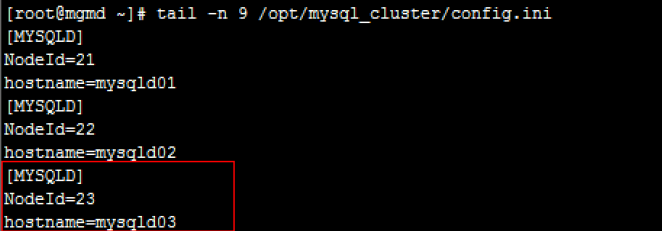 [root@mgmd ~]# tail -n 9 /opt/mysql_cluster/config.ini
[MYSQLD]
NodeId=21
hostname=mysqld01
[MYSQLD]
NodeId=22
hostname=mysqld02
[MYSQLD]
NodeId=23
hostname=mysqld03